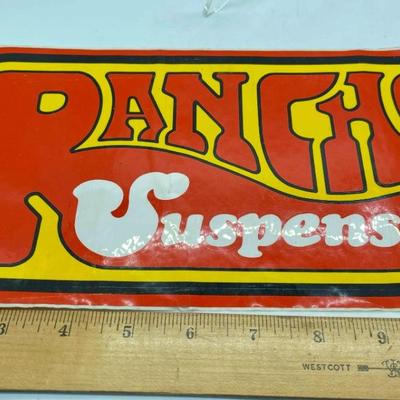 RANCH
Suspens
3 4 5 6 7 8 9
WESTCOTT